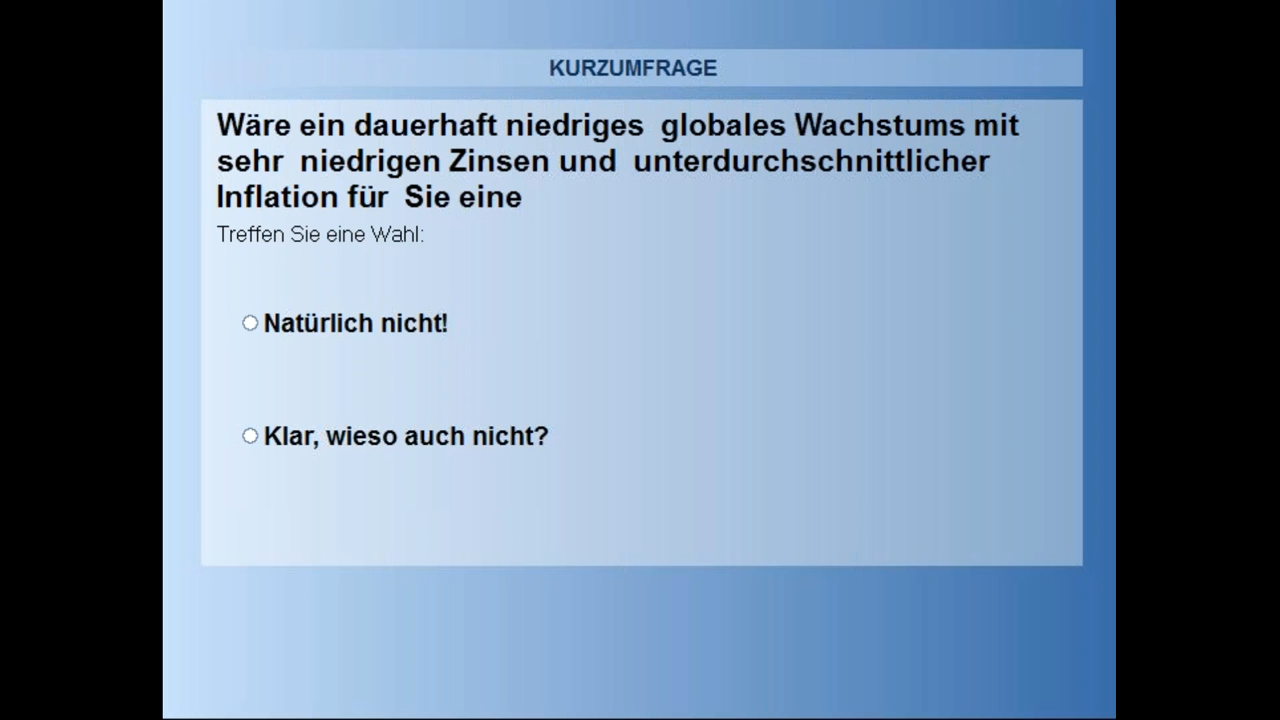 KURZUMFRAGE
Wäre ein dauerhaft niedriges globales Wachstums mit
sehr niedrigen Zinsen und unterdurchschnittlicher
Inflation für Sie eine
Treffen Sie eine Wahl:
Natürlich nicht!
Klar, wieso auch nicht?